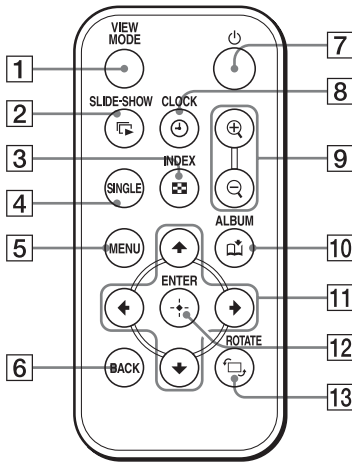 VIEW
MODE
1
7
SLIDE-SHOW
CLOCK
8
2
3
INDEX
9
4
SINGLE
ALBUM
5
MENU
10
ENTER
11
12
ROTATE
6
BACK
13